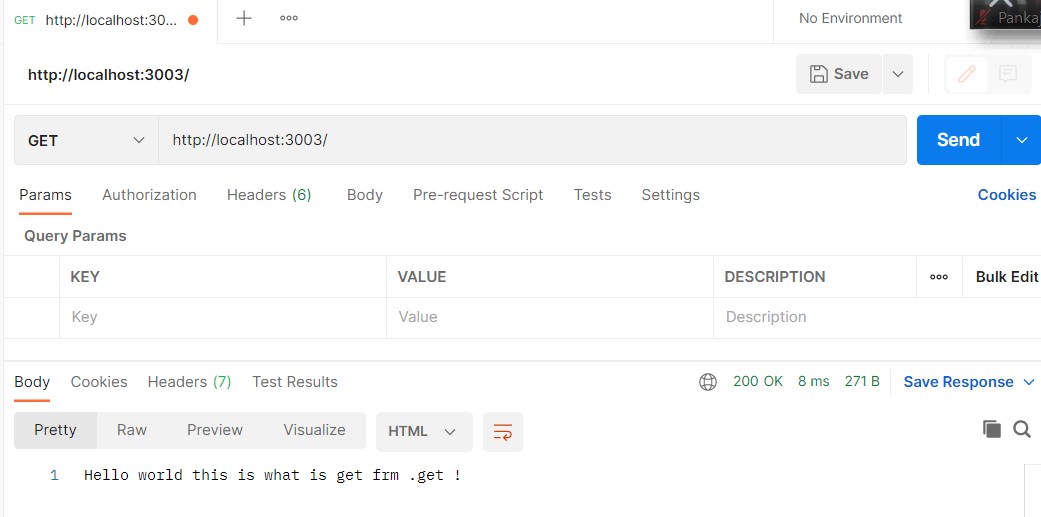 GET http://localhost:30...
No Environment
http://localhost:3003/
Save
GET
http://localhost:3003/
Send
Params Authorization Headers (6) Body Pre-request Script Tests Settings Cookies
Query Params
KEY VALUE DESCRIPTION Bulk Edit
Key Value Description
Body Cookies Headers (7) Test Results 200 OK 8 ms 271 B Save Response
Pretty Raw Preview Visualize HTML
1 Hello world this is what is get frm .get !